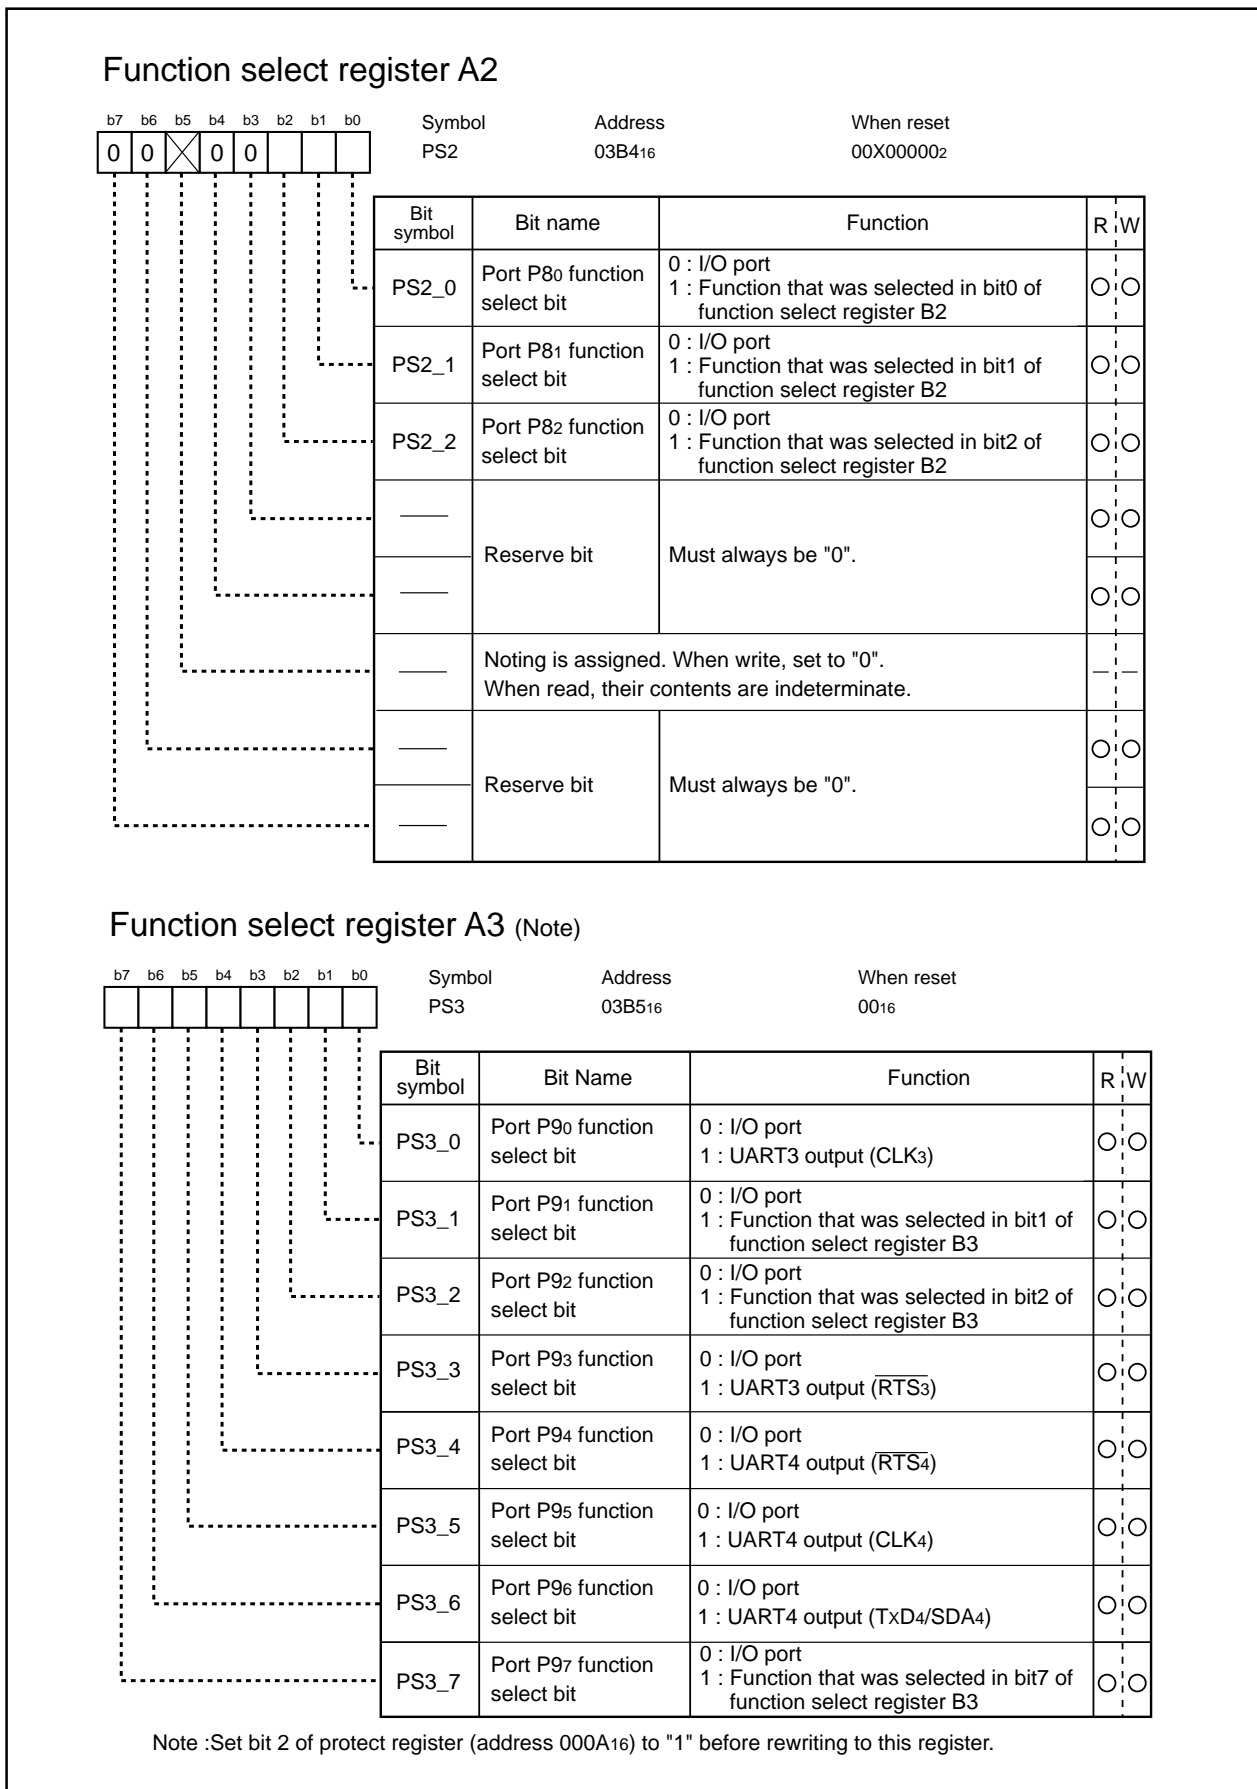 Function select register A2
b7 b6 b5 b4 b3 b2 b1 b0
Symbol Address When reset
0 0 0 0
PS2 03B416 00X000002
Bit symbol Bit name Function R W
PS2_0 Port P80 function select bit
0 : I/O port
1 : Function that was selected in bit0 of
function select register B2
PS2_1 Port P81 function select bit
0 : I/O port
1 : Function that was selected in bit1 of
function select register B2
PS2_2 Port P82 function select bit
0 : I/O port
1 : Function that was selected in bit2 of
function select register B2
Reserve bit Must always be "0".
Noting is assigned. When write, set to "0".
When read, their contents are indeterminate.
Reserve bit Must always be "0".
Function select register A3 (Note)
b7 b6 b5 b4 b3 b2 b1 b0
Symbol Address When reset
PS3 03B516 0016
Bit symbol Bit Name Function R W
PS3_0 Port P90 function select bit
0 : I/O port
1 : UART3 output (CLK3)
PS3_1 Port P91 function select bit
0 : I/O port
1 : Function that was selected in bit1 of
function select register B3
PS3_2 Port P92 function select bit
0 : I/O port
1 : Function that was selected in bit2 of
function select register B3
PS3_3 Port P93 function select bit
0 : I/O port
1 : UART3 output (RTS3)
PS3_4 Port P94 function select bit
0 : I/O port
1 : UART4 output (RTS4)
PS3_5 Port P95 function select bit
0 : I/O port
1 : UART4 output (CLK4)
PS3_6 Port P96 function select bit
0 : I/O port
1 : UART4 output (TXD4/SDA4)
PS3_7 Port P97 function select bit
0 : I/O port
1 : Function that was selected in bit7 of
function select register B3
Note :Set bit 2 of protect register (address 000A16) to "1" before rewriting to this register.